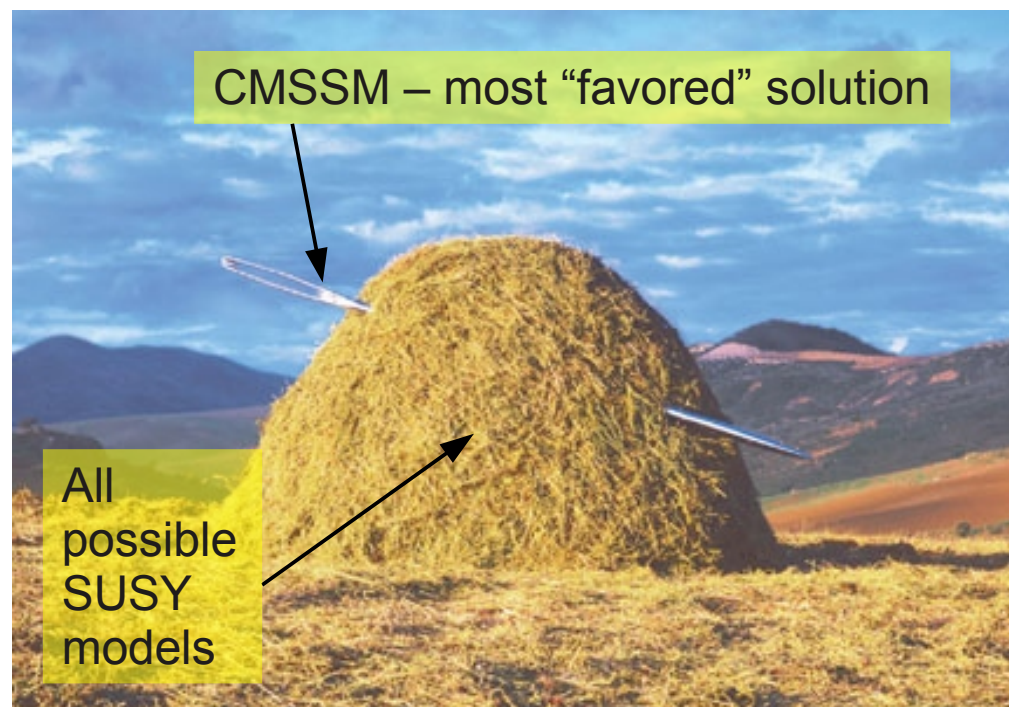 CMSSM – most “favored” solution
All
possible
SUSY
models